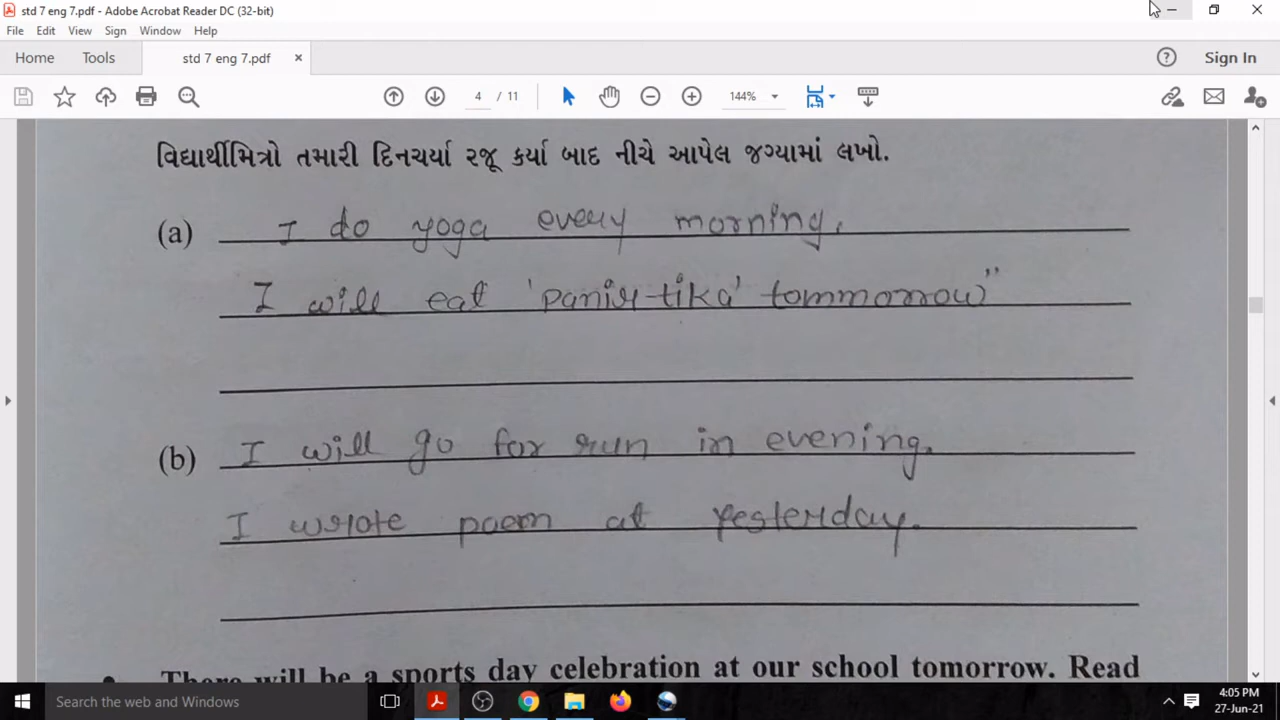 std 7 eng 7.pdf - Adobe Acrobat Reader DC (32-bit)
File Edit View Sign Window Help
Home Tools std 7 eng 7.pdf × ? Sign In
4 / 11 144%
વિદ્યાર્થીમિત્રો તમારી દિનચર્યા રજૂ કર્યા બાદ નીચે આપેલ જગ્યામાં લખો.
(a) I do yoga every morning.
I will eat 'panir-tika' tommorrow"
(b) I will go for run in evening.
I wrote poem at yesterday.
There will be a sports day celebration at our school tomorrow. Read
Search the web and Windows
4:05 PM
27-Jun-21